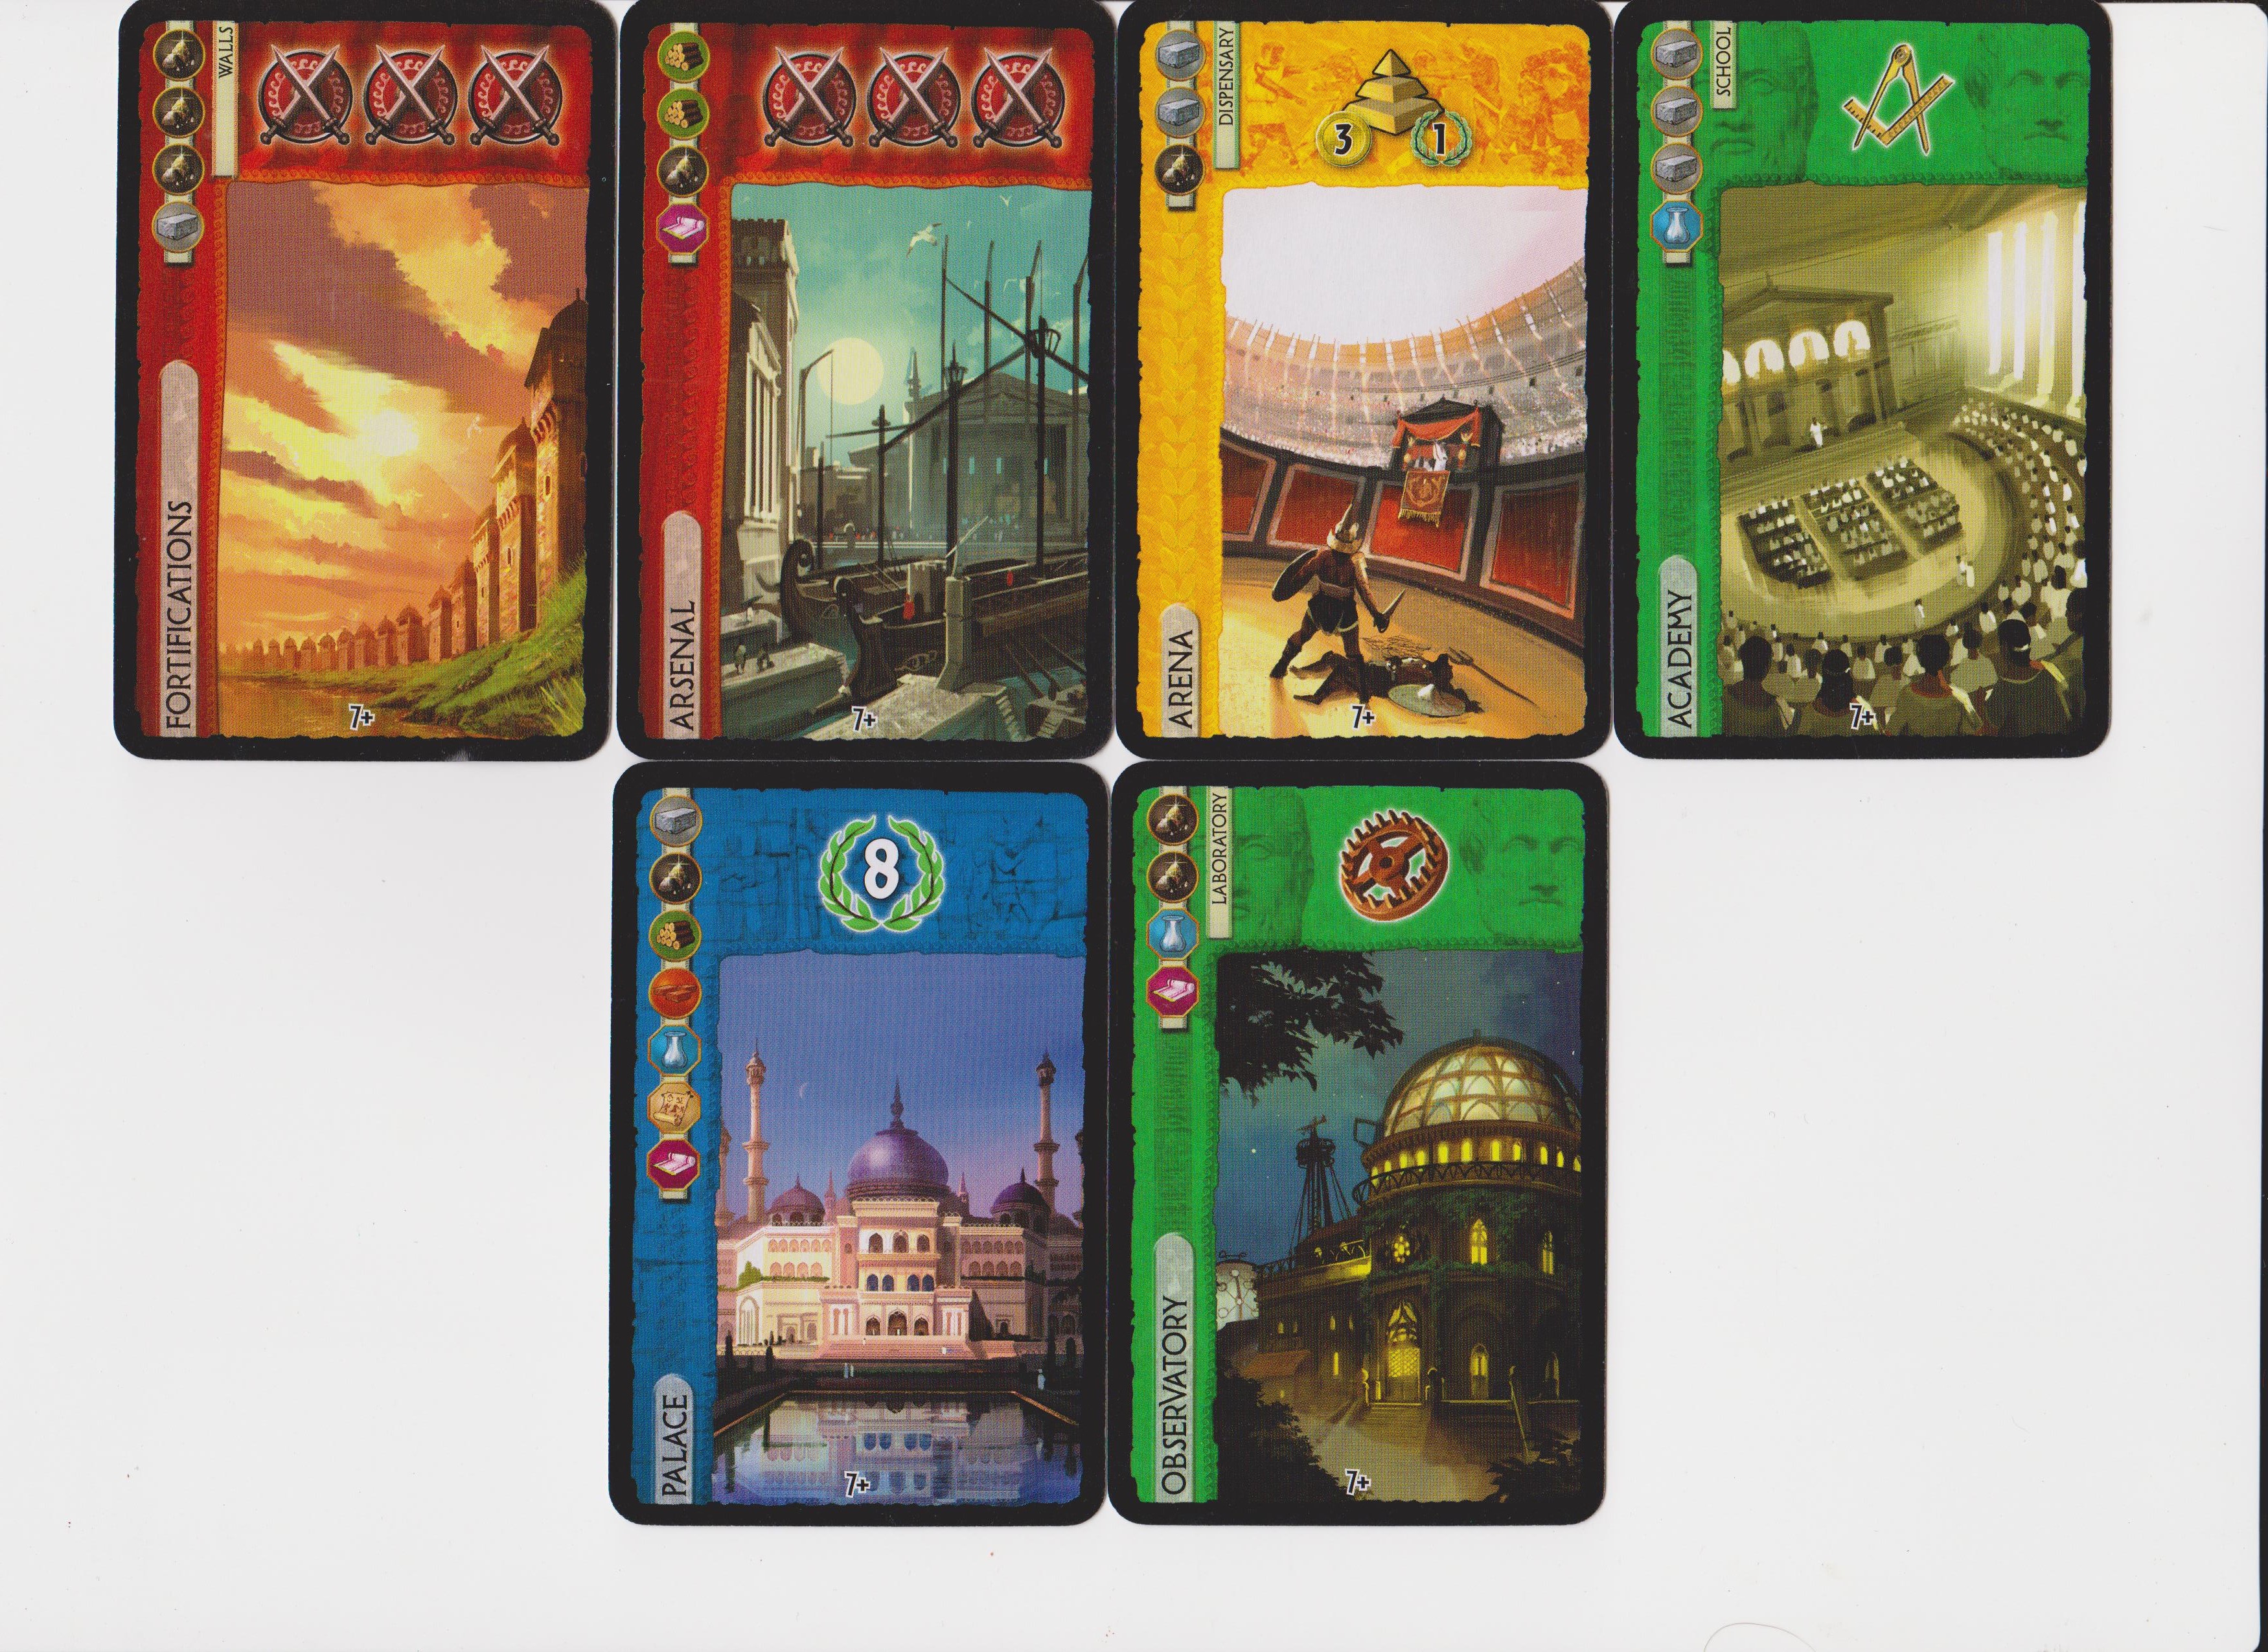 WALLS
FORTIFICATIONS
7+
ARSENAL
7+
DISPENSARY
3
1
ARENA
7+
SCHOOL
ACADEMY
7+
8
PALACE
7+
LABORATORY
OBSERVATORY
7+